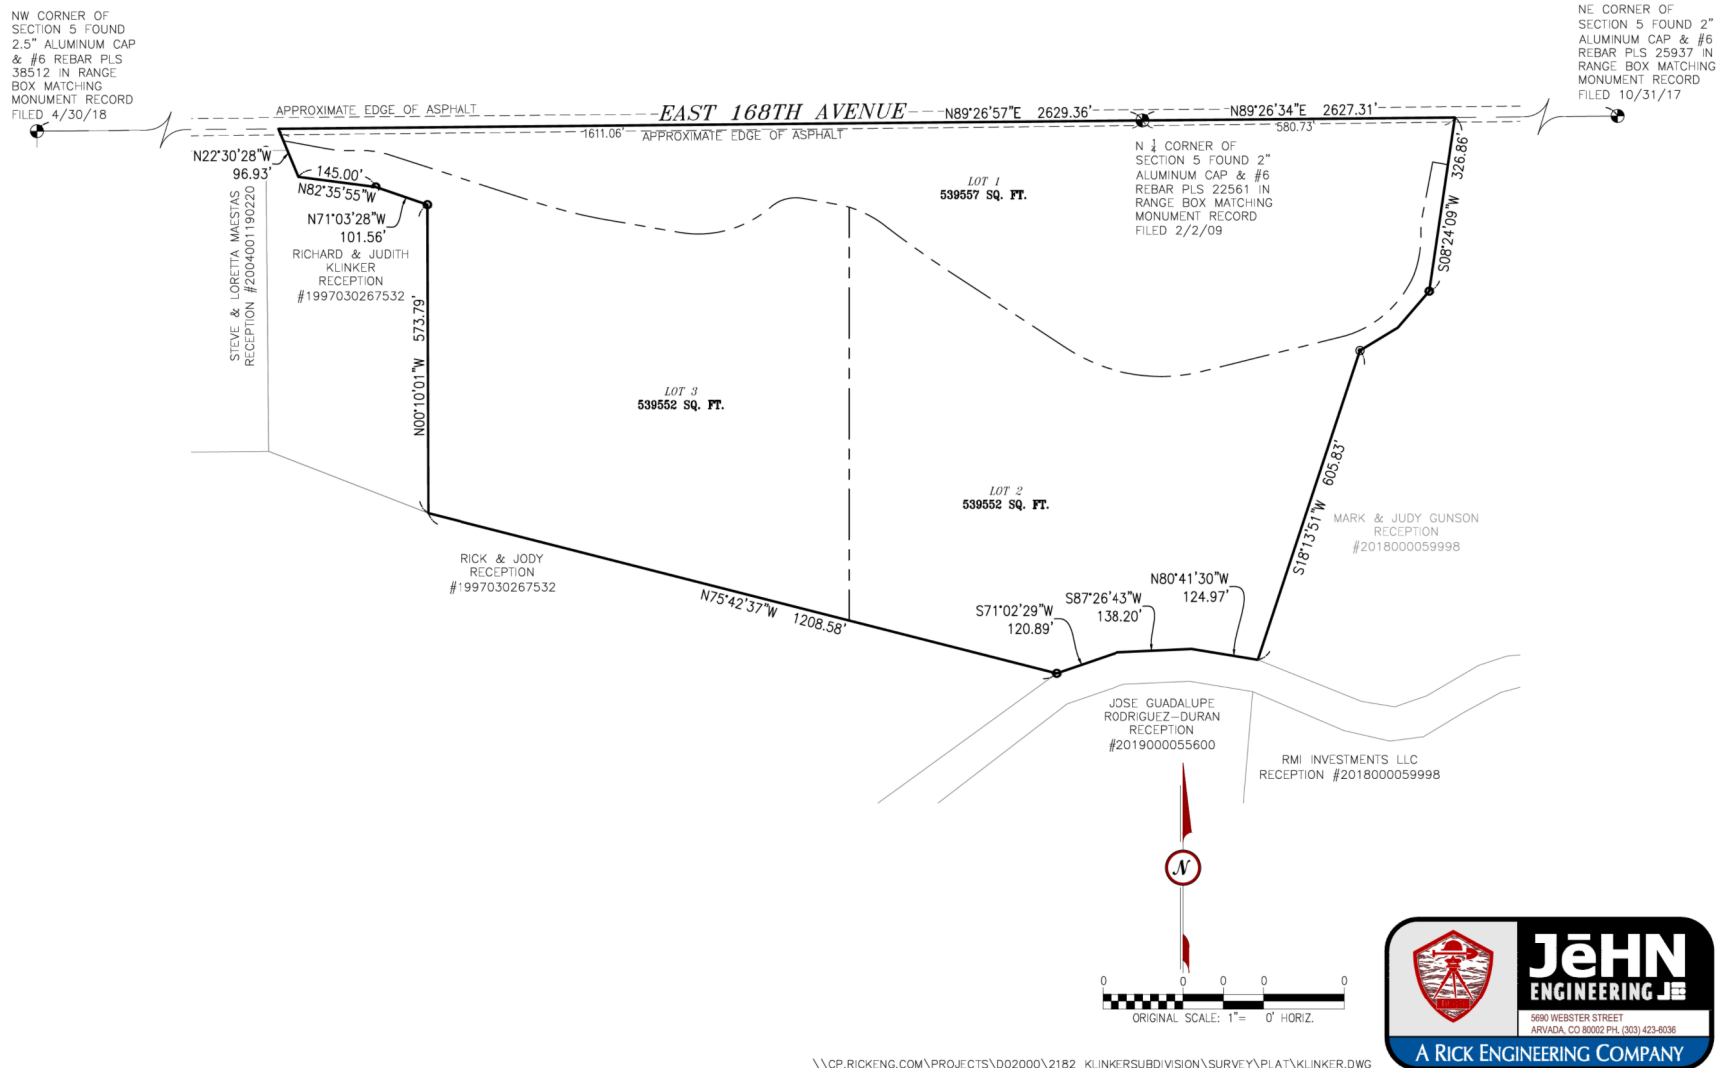 NW CORNER OF
SECTION 5 FOUND
2.5" ALUMINUM CAP
& #6 REBAR PLS
38512 IN RANGE
BOX MATCHING
MONUMENT RECORD
FILED 4/30/18
NE CORNER OF
SECTION 5 FOUND 2"
ALUMINUM CAP & #6
REBAR PLS 25937 IN
RANGE BOX MATCHING
MONUMENT RECORD
FILED 10/31/17
APPROXIMATE EDGE OF ASPHALT
EAST 168TH AVENUE
N89°26'57"E 2629.36'
N89°26'34"E 2627.31'
1611.06'
APPROXIMATE EDGE OF ASPHALT
580.73'
N 1/4 CORNER OF
SECTION 5 FOUND 2"
ALUMINUM CAP & #6
REBAR PLS 22561 IN
RANGE BOX MATCHING
MONUMENT RECORD
FILED 2/2/09
N22°30'28"W
96.93'
145.00'
N82°35'55"W
N71°03'28"W
101.56'
RICHARD & JUDITH
KLINKER
RECEPTION
#1997030267532
STEVE & LORETTA MAESTAS
RECEPTION #2004001190220
N00°10'01"W 573.79'
LOT 1
539557 SQ. FT.
S08°24'09"W 326.86'
LOT 3
539552 SQ. FT.
LOT 2
539552 SQ. FT.
S18°13'51"W 605.83'
MARK & JUDY GUNSON
RECEPTION
#2018000059998
RICK & JODY
RECEPTION
#1997030267532
N75°42'37"W 1208.58'
S71°02'29"W
120.89'
S87°26'43"W
138.20'
N80°41'30"W
124.97'
JOSE GUADALUPE
RODRIGUEZ-DURAN
RECEPTION
#2019000055600
RMI INVESTMENTS LLC
RECEPTION #2018000059998
N
0 0 0 0 0
ORIGINAL SCALE: 1"= 0' HORIZ.
JēHN
ENGINEERING
5690 WEBSTER STREET
ARVADA, CO 80002 PH. (303) 423-6036
A RICK ENGINEERING COMPANY
\\CP.RICKENG.COM\PROJECTS\D02000\2182_KLINKERSUBDIVISION\SURVEY\PLAT\KLINKER.DWG